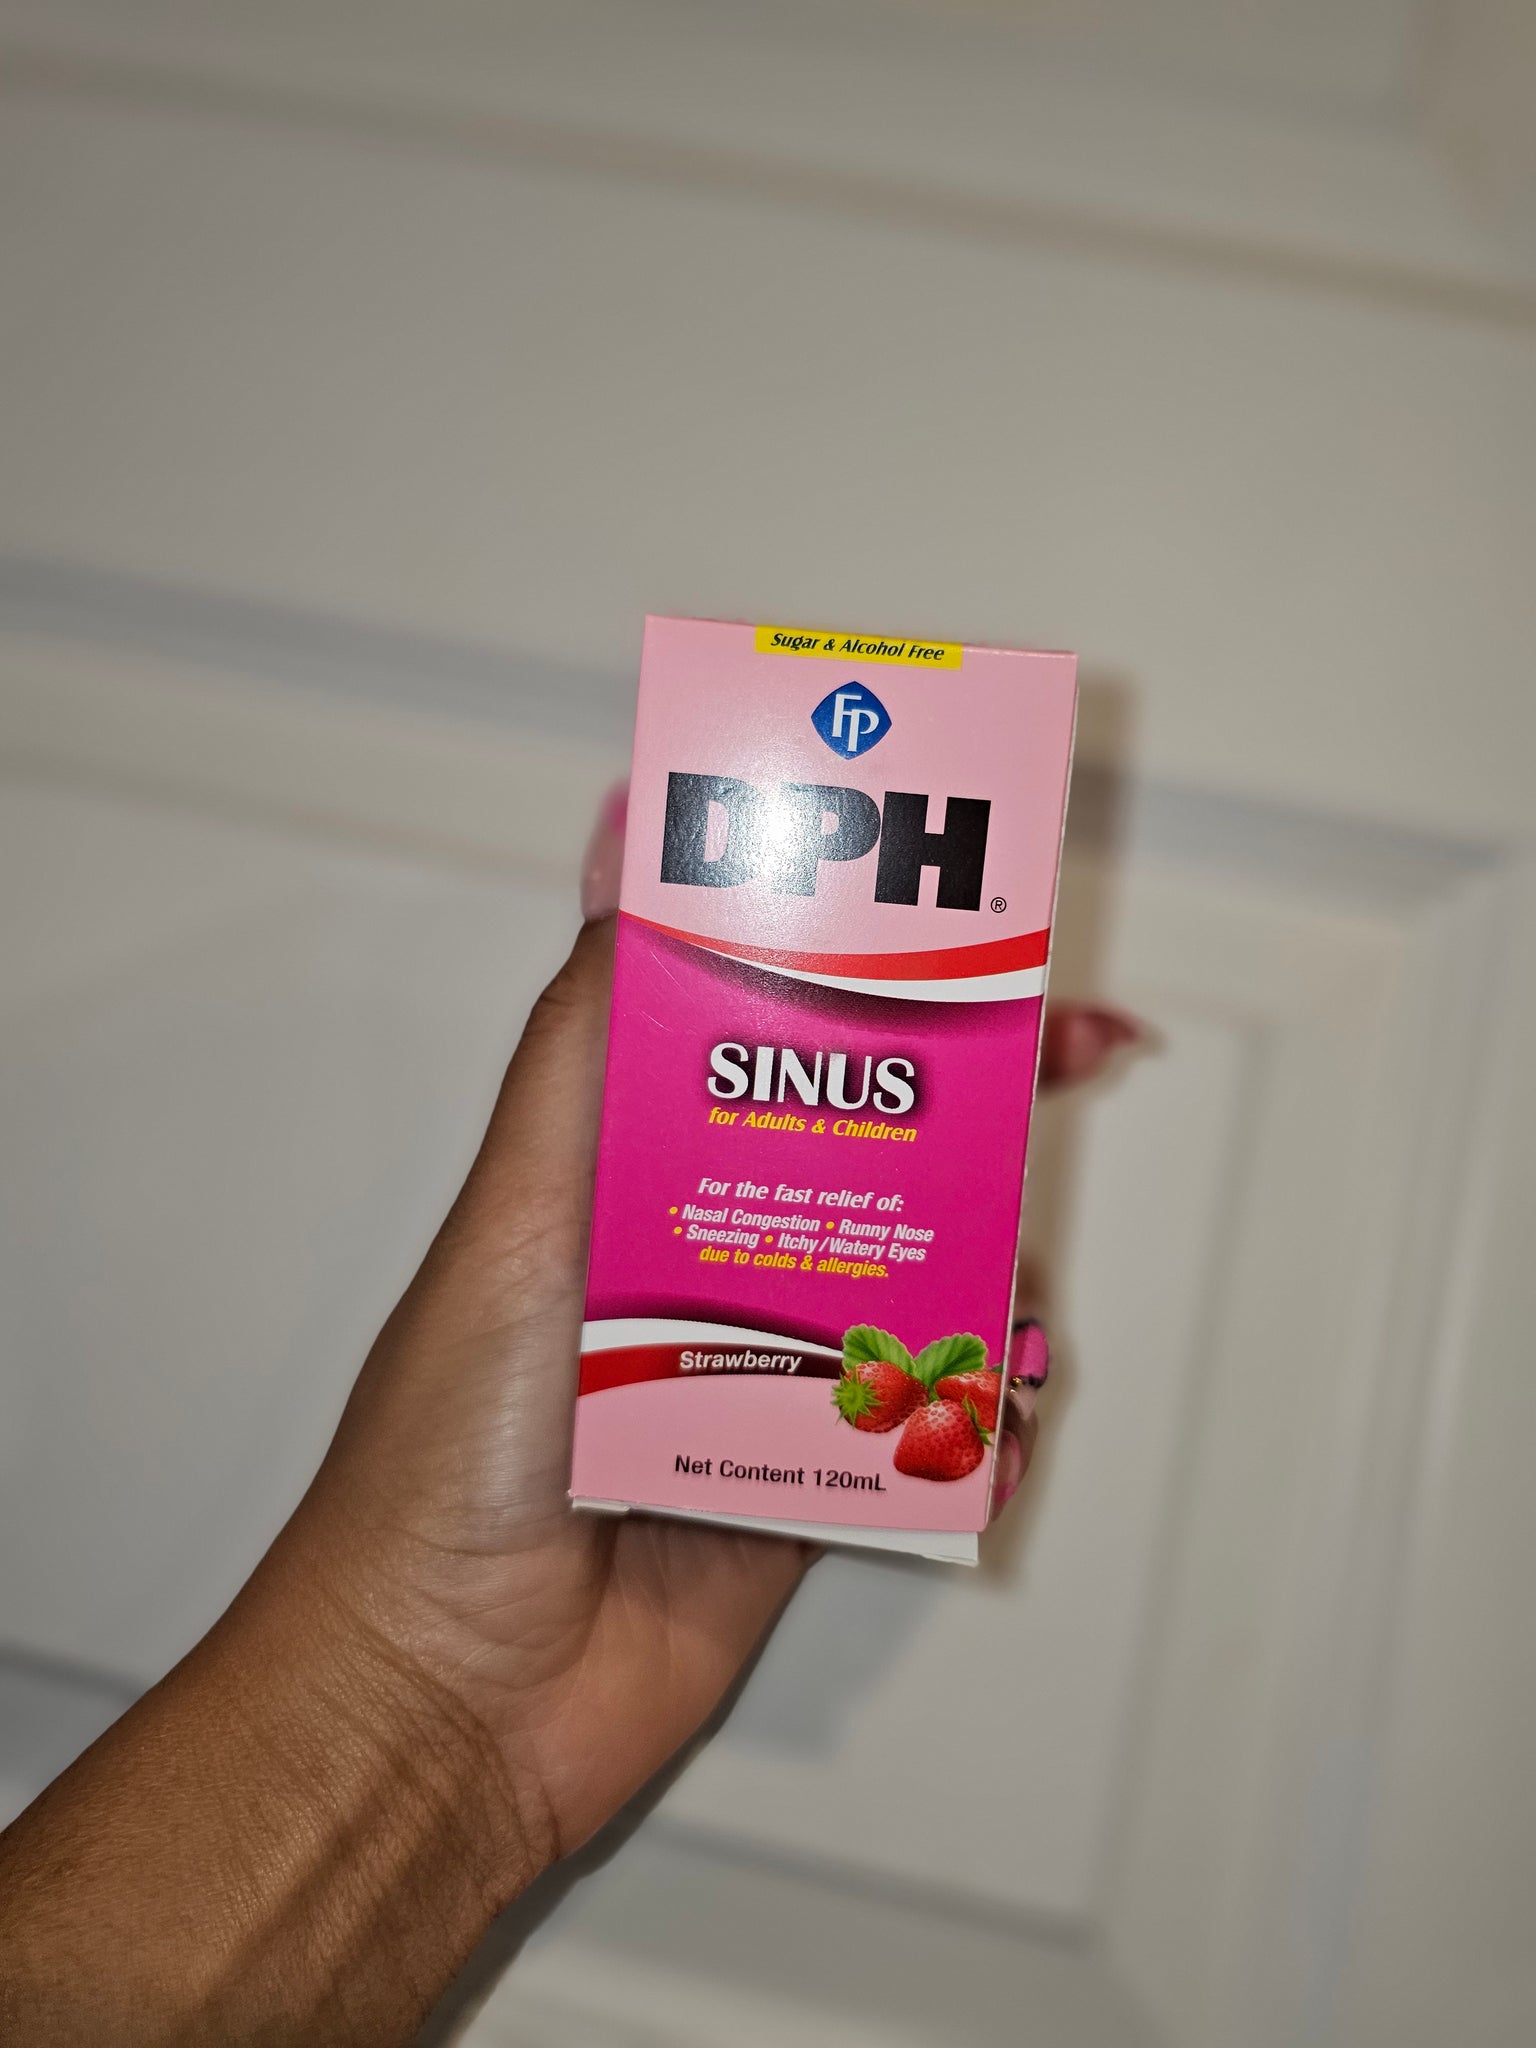 Sugar & Alcohol Free
FP
DPH®
SINUS
for Adults & Children
For the fast relief of:
• Nasal Congestion • Runny Nose
• Sneezing • Itchy/Watery Eyes
due to colds & allergies.
Strawberry
Net Content 120mL